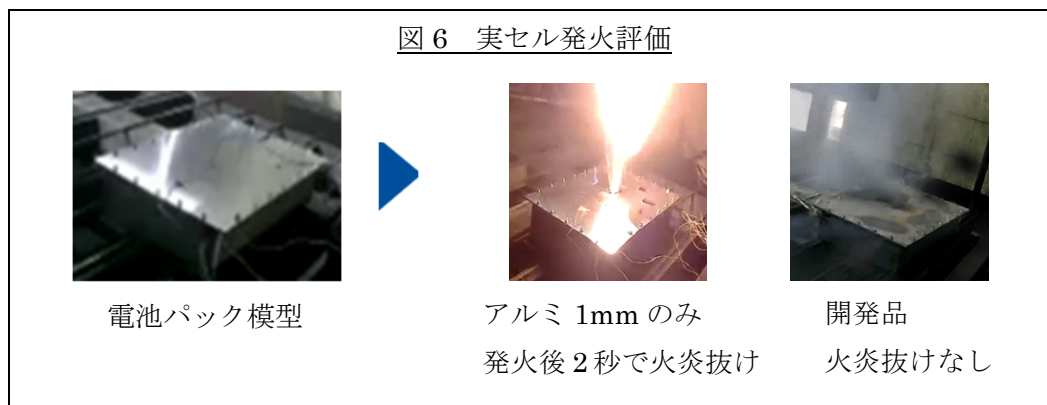 図 6　実セル発火評価
電池パック模型
アルミ 1mm のみ
発火後 2 秒で火炎抜け
開発品
火炎抜けなし